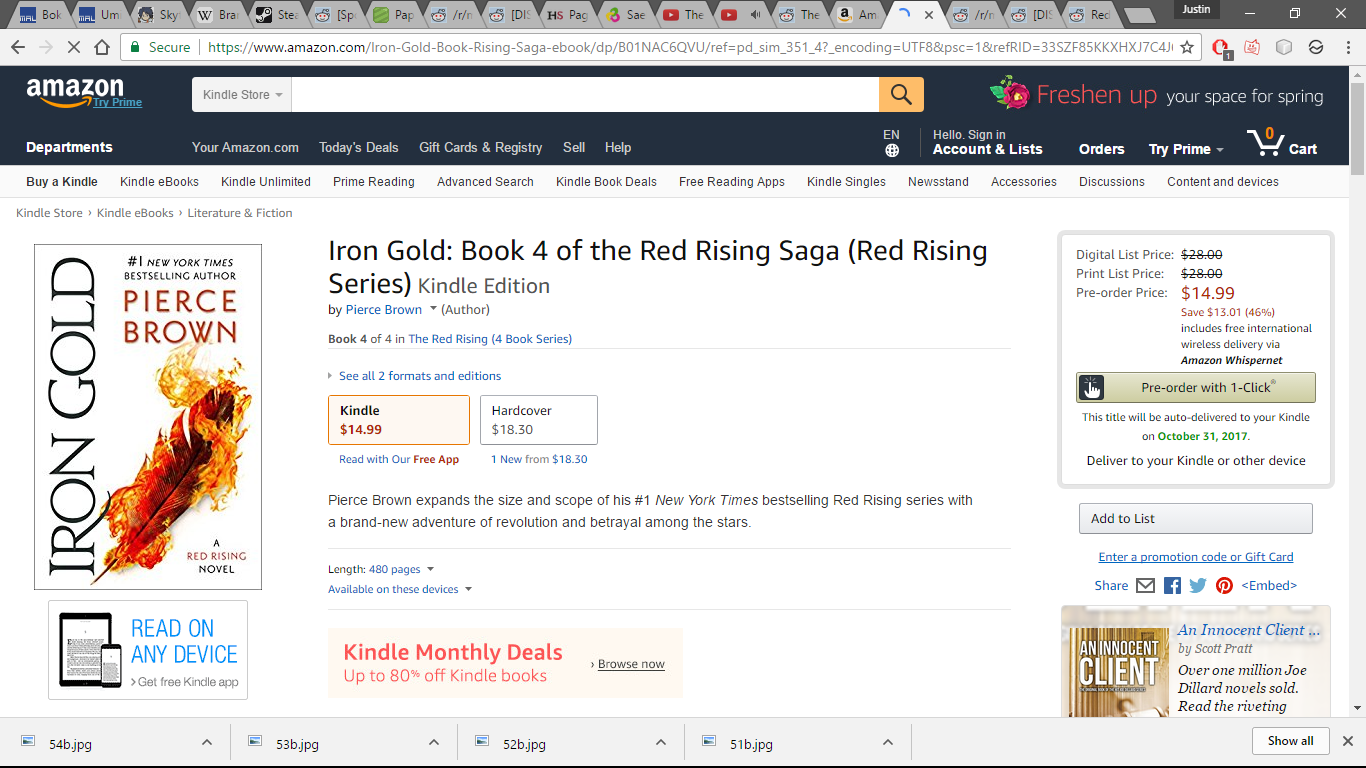 Bok
Um
Sky
W Bra
Stea
[Sp
Pap
/r/n
[DIS
HS Pag
Sae
The
The
a Am
/r/n
[DIS
Red
Justin
Secure https://www.amazon.com/Iron-Gold-Book-Rising-Saga-ebook/dp/B01NAC6QVU/ref=pd_sim_351_4?_encoding=UTF8&psc=1&refRID=33SZF85KKXHXJ7C4J
1
amazon
Try Prime
Kindle Store
Freshen up your space for spring
Departments
Your Amazon.com Today's Deals Gift Cards & Registry Sell Help
EN
Hello. Sign in
Account & Lists
Orders
Try Prime
0
Cart
Buy a Kindle Kindle eBooks Kindle Unlimited Prime Reading Advanced Search Kindle Book Deals Free Reading Apps Kindle Singles Newsstand Accessories Discussions Content and devices
Kindle Store › Kindle eBooks › Literature & Fiction
IRON GOLD
#1 NEW YORK TIMES
BESTSELLING AUTHOR
PIERCE
BROWN
A
RED RISING
NOVEL
READ ON
ANY DEVICE
› Get free Kindle app
Iron Gold: Book 4 of the Red Rising Saga (Red Rising
Series) Kindle Edition
by Pierce Brown (Author)
Book 4 of 4 in The Red Rising (4 Book Series)
See all 2 formats and editions
Kindle
$14.99
Hardcover
$18.30
Read with Our Free App
1 New from $18.30
Pierce Brown expands the size and scope of his #1 New York Times bestselling Red Rising series with
a brand-new adventure of revolution and betrayal among the stars.
Length: 480 pages
Available on these devices
Kindle Monthly Deals
Up to 80% off Kindle books
› Browse now
Digital List Price: $28.00
Print List Price: $28.00
Pre-order Price: $14.99
Save $13.01 (46%)
includes free international
wireless delivery via
Amazon Whispernet
Pre-order with 1-Click®
This title will be auto-delivered to your Kindle
on October 31, 2017.
Deliver to your Kindle or other device
Add to List
Enter a promotion code or Gift Card
Share <Embed>
AN INNOCENT
CLIENT
An Innocent Client ...
by Scott Pratt
Over one million Joe
Dillard novels sold.
Read the riveting
54b.jpg
53b.jpg
52b.jpg
51b.jpg
Show all